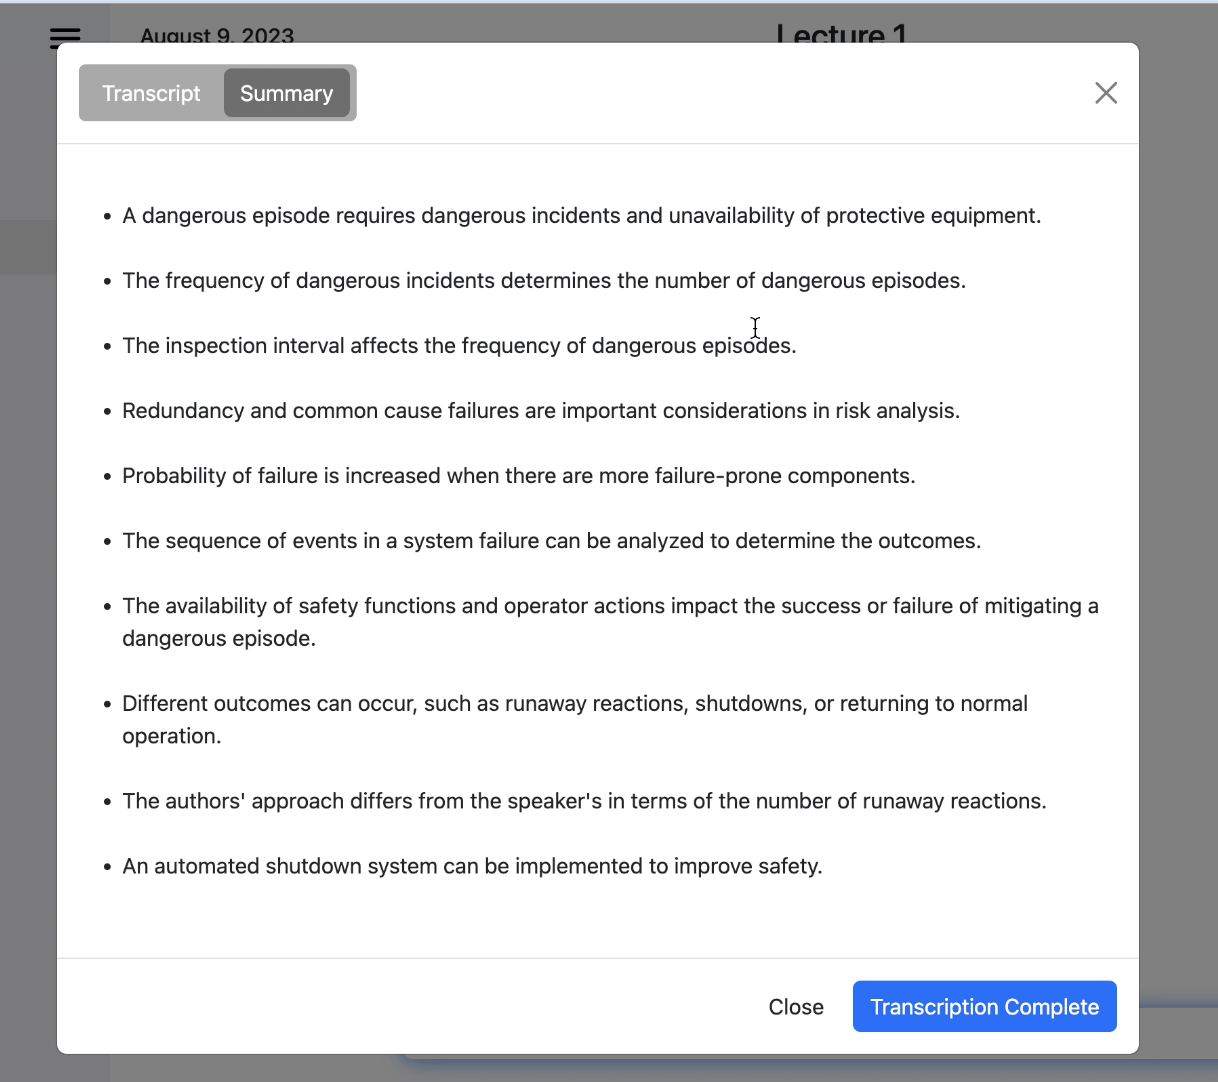 August 9, 2023
Lecture 1
Transcript
Summary
• A dangerous episode requires dangerous incidents and unavailability of protective equipment.
• The frequency of dangerous incidents determines the number of dangerous episodes.
• The inspection interval affects the frequency of dangerous episodes.
• Redundancy and common cause failures are important considerations in risk analysis.
• Probability of failure is increased when there are more failure-prone components.
• The sequence of events in a system failure can be analyzed to determine the outcomes.
• The availability of safety functions and operator actions impact the success or failure of mitigating a
dangerous episode.
• Different outcomes can occur, such as runaway reactions, shutdowns, or returning to normal
operation.
• The authors' approach differs from the speaker's in terms of the number of runaway reactions.
• An automated shutdown system can be implemented to improve safety.
Close
Transcription Complete